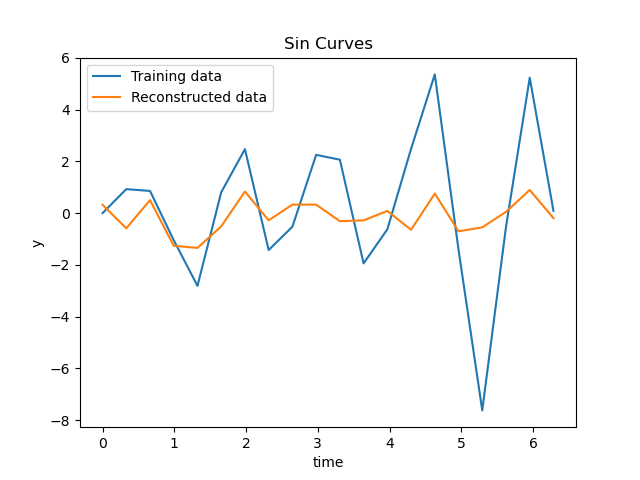 Sin Curves
Training data
Reconstructed data
6
4
2
0
−2
−4
−6
−8
y
0 1 2 3 4 5 6
time